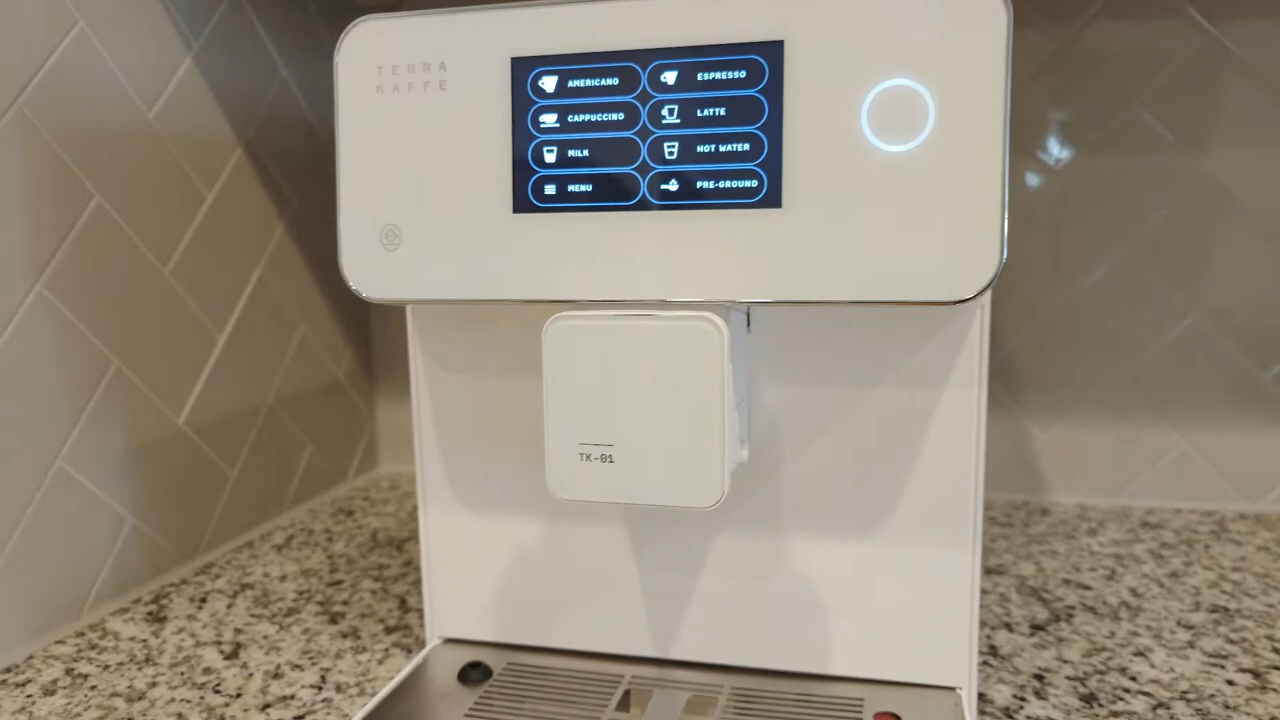 TERRA
KAFFE
AMERICANO
ESPRESSO
CAPPUCCINO
LATTE
MILK
HOT WATER
MENU
PRE-GROUND
TK-01